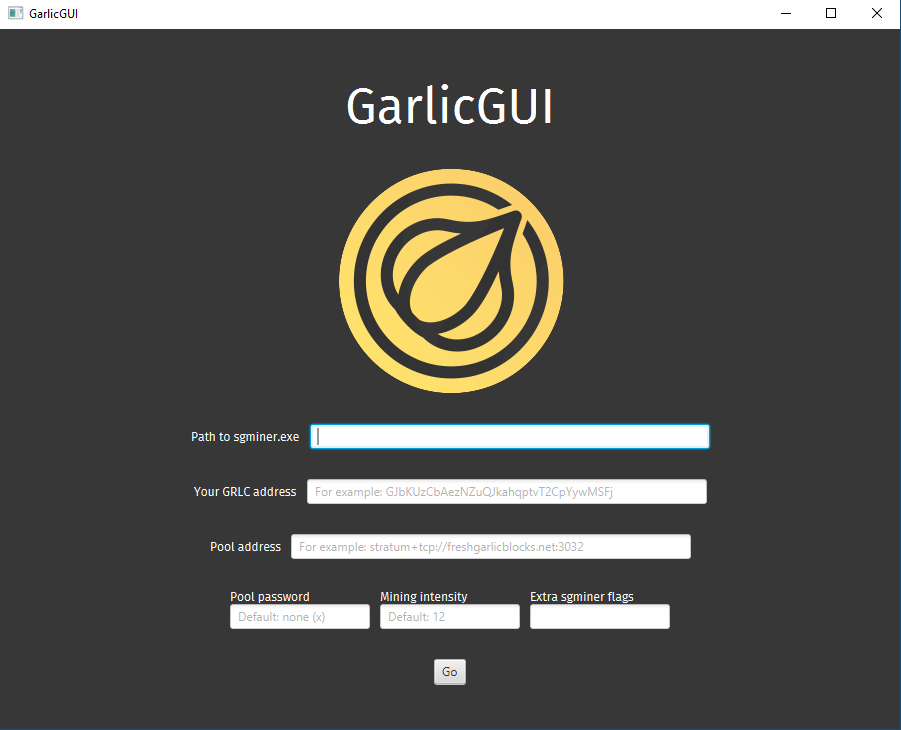 GarlicGUI
GarlicGUI
Path to sgminer.exe
Your GRLC address For example: GJbKUzCbAezNZuQJkahqptvT2CpYywMSFj
Pool address For example: stratum+tcp://freshgarlicblocks.net:3032
Pool password Mining intensity Extra sgminer flags
Default: none (x) Default: 12
Go